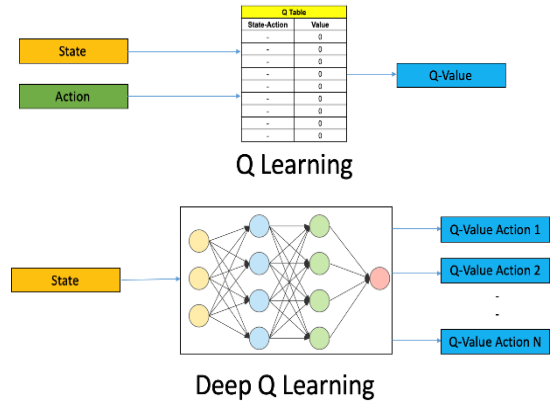 Q Table
State-Action Value
- 0
- 0
- 0
- 0
- 0
- 0
- 0
- 0
- 0
State
Action
Q-Value
Q Learning
State
Q-Value Action 1
Q-Value Action 2
-
-
Q-Value Action N
Deep Q Learning